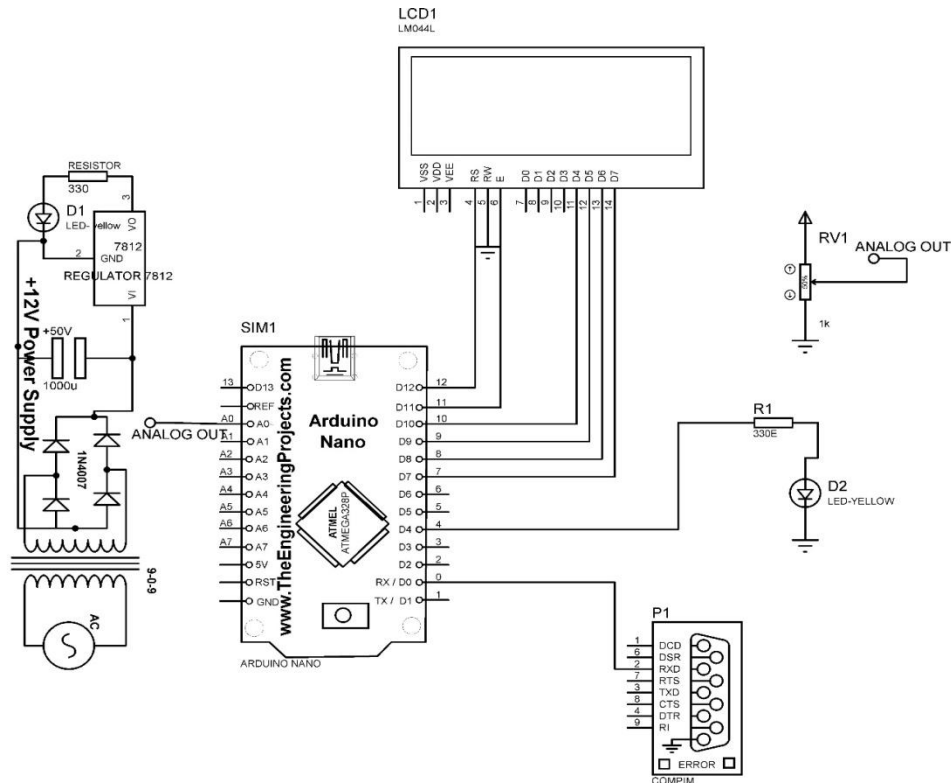 LCD1
LM044L
VSS
VDD
VEE
RS
RW
E
D0
D1
D2
D3
D4
D5
D6
D7
1
2
3
4
5
6
7
8
9
10
11
12
13
14
RESISTOR
330
D1
LED-yellow
3
VO
7812
2
GND
REGULATOR 7812
VI
1
+12V Power Supply
+50V
1000u
1N4007
9-0-9
AC
SIM1
Arduino
Nano
www.TheEngineeringProjects.com
ATMEL
ATMEGA328P
13
D13
REF
A0
A0
ANALOG OUT
A1
A1
A2
A2
A3
A3
A4
A4
A5
A5
A6
A6
A7
A7
5V
RST
GND
D12
12
D11
11
D10
10
D9
9
D8
8
D7
7
D6
6
D5
5
D4
4
D3
3
D2
2
RX / D0
0
TX / D1
1
ARDUINO NANO
RV1
ANALOG OUT
50%
1k
R1
330E
D2
LED-YELLOW
P1
1
DCD
6
DSR
2
RXD
7
RTS
3
TXD
8
CTS
4
DTR
9
RI
ERROR
COMPIM